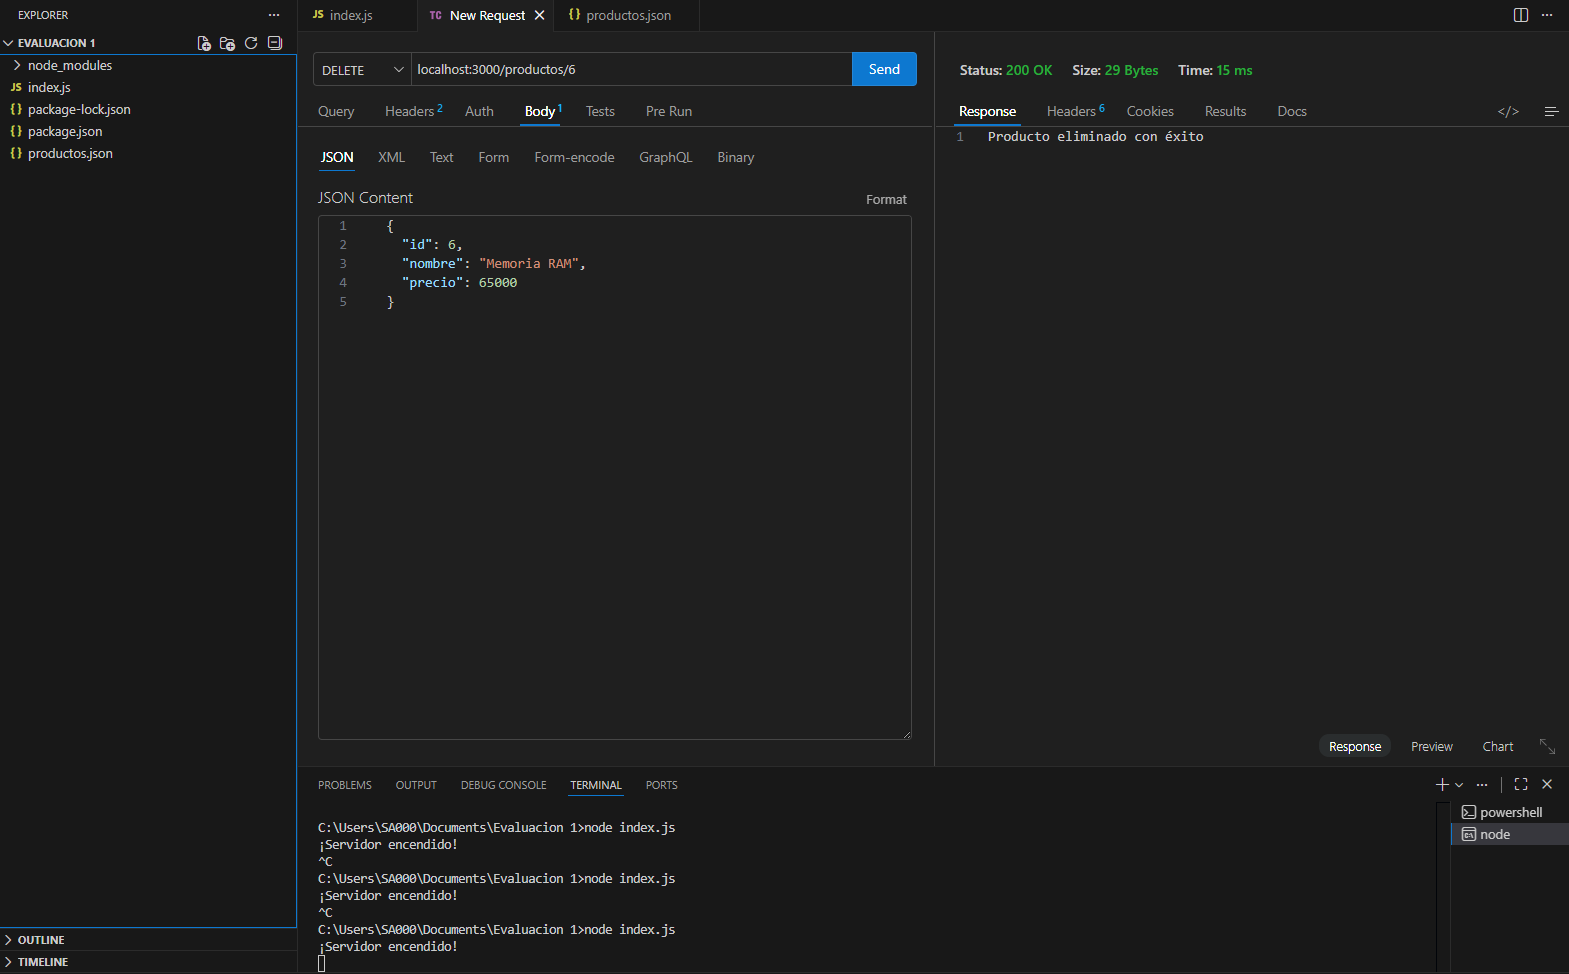 EXPLORER
EVALUACION 1
node_modules
JS index.js
{} package-lock.json
{} package.json
{} productos.json
OUTLINE
TIMELINE
JS index.js
TC New Request
{} productos.json
DELETE
localhost:3000/productos/6
Send
Query
Headers 2
Auth
Body 1
Tests
Pre Run
JSON
XML
Text
Form
Form-encode
GraphQL
Binary
JSON Content
Format
1 {
2 "id": 6,
3 "nombre": "Memoria RAM",
4 "precio": 65000
5 }
Status: 200 OK Size: 29 Bytes Time: 15 ms
Response
Headers 6
Cookies
Results
Docs
</>
1 Producto eliminado con éxito
Response
Preview
Chart
PROBLEMS
OUTPUT
DEBUG CONSOLE
TERMINAL
PORTS
C:\Users\SA000\Documents\Evaluacion 1>node index.js
¡Servidor encendido!
^C
C:\Users\SA000\Documents\Evaluacion 1>node index.js
¡Servidor encendido!
^C
C:\Users\SA000\Documents\Evaluacion 1>node index.js
¡Servidor encendido!
powershell
node